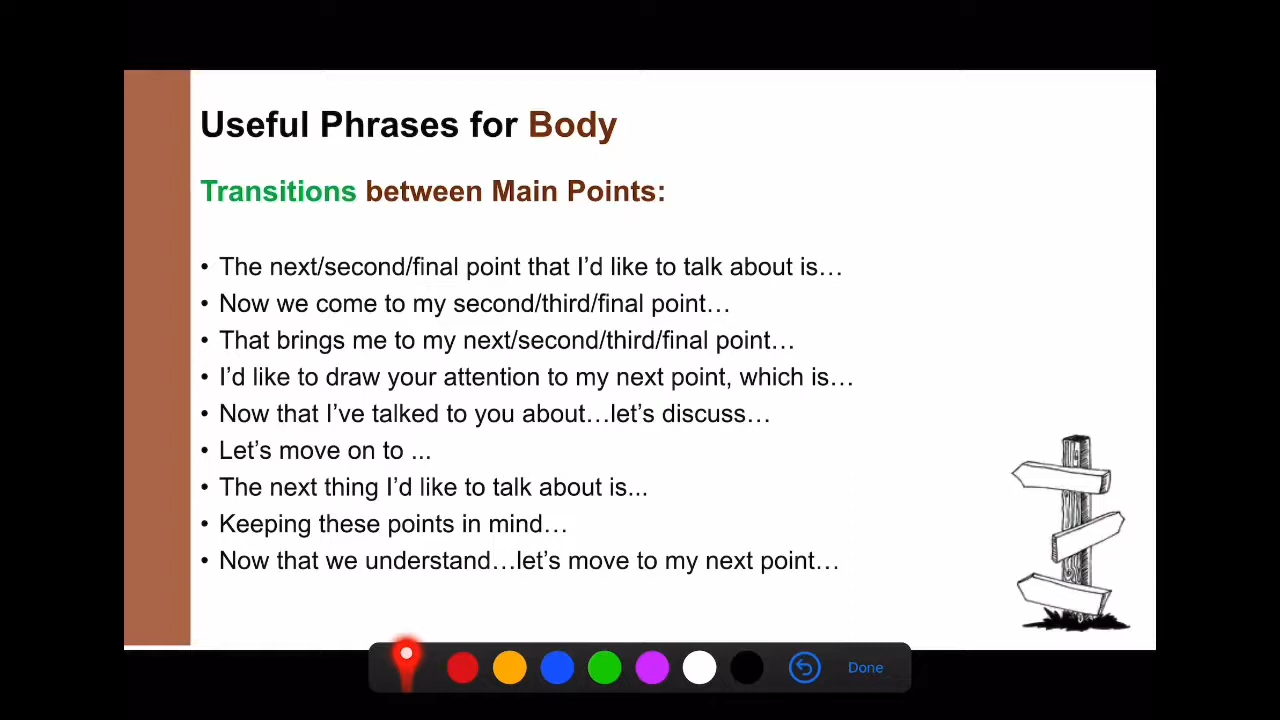 Useful Phrases for Body
Transitions between Main Points:
• The next/second/final point that I’d like to talk about is…
• Now we come to my second/third/final point…
• That brings me to my next/second/third/final point…
• I’d like to draw your attention to my next point, which is…
• Now that I’ve talked to you about…let’s discuss…
• Let’s move on to ...
• The next thing I’d like to talk about is...
• Keeping these points in mind…
• Now that we understand…let’s move to my next point…
Done